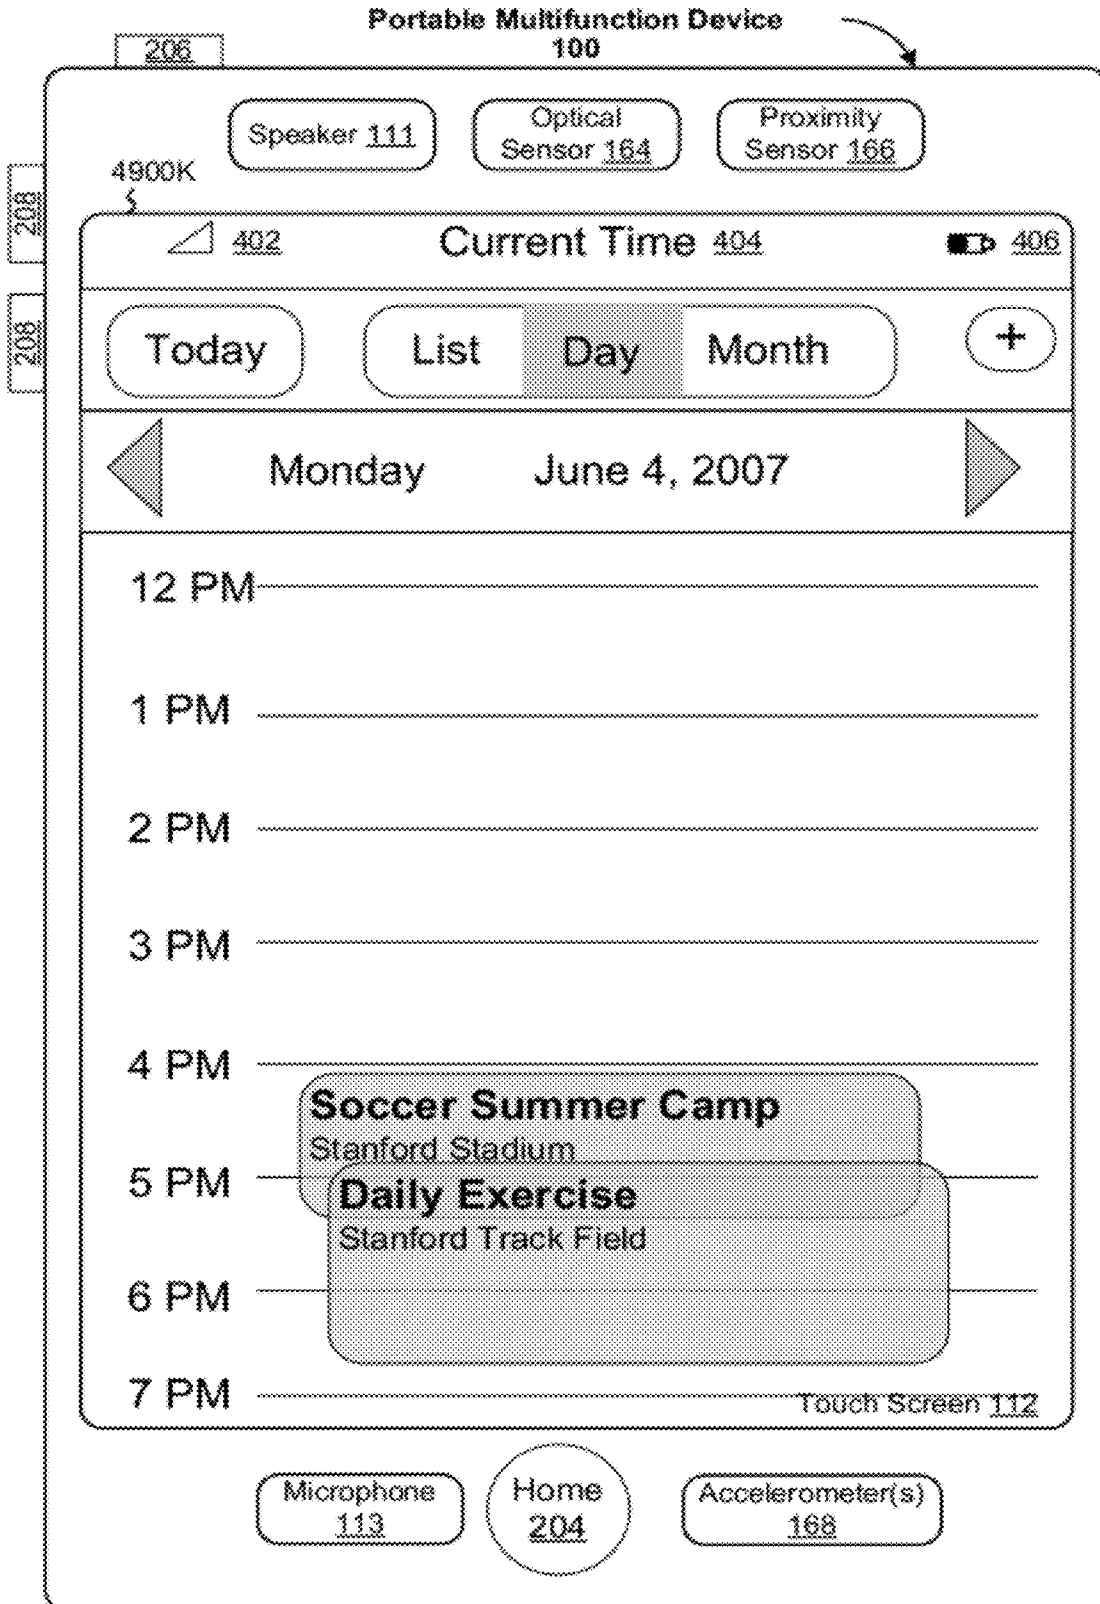 Portable Multifunction Device
100
206
Speaker 111
Optical
Sensor 164
Proximity
Sensor 166
4900K
208
402
Current Time 404
406
208
Today
List
Day
Month
+
Monday
June 4, 2007
12 PM
1 PM
2 PM
3 PM
4 PM
Soccer Summer Camp
Stanford Stadium
5 PM
Daily Exercise
Stanford Track Field
6 PM
7 PM
Touch Screen 112
Microphone
113
Home
204
Accelerometer(s)
168